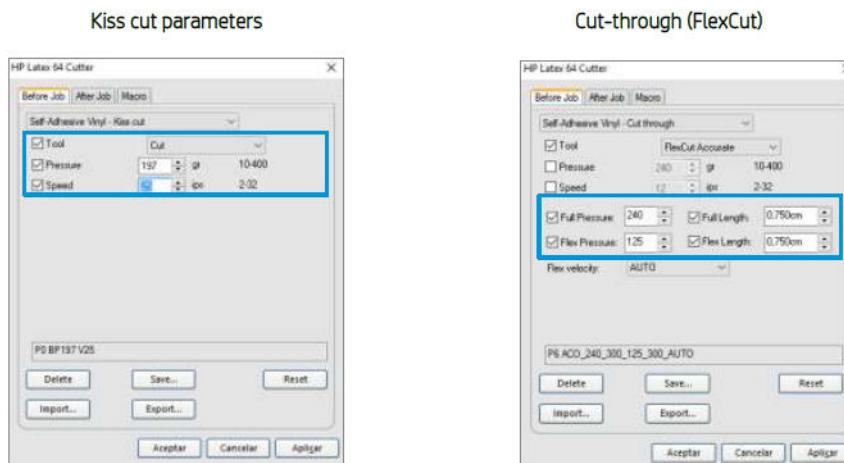 Kiss cut parameters
HP Latex 64 Cutter
Before Job After Job Macro
Self-Adhesive Vinyl - Kiss cut
Tool Cut
Pressure 197 gr 10-400
Speed ips 2-32
P0 BP197 V25
Delete Save... Reset
Import... Export...
Aceptar Cancelar Apliçar
Cut-through (FlexCut)
HP Latex 64 Cutter
Before Job After Job Macro
Self-Adhesive Vinyl - Cut through
Tool FlexCut Accurate
Pressure 240 gr 10-400
Speed 12 ips 2-32
Full Pressure: 240 Full Length: 0.750cm
Flex Pressure: 125 Flex Length: 0.750cm
Flex velocity: AUTO
P6 ACO_240_300_125_300_AUTO
Delete Save... Reset
Import... Export...
Aceptar Cancelar Aplicar